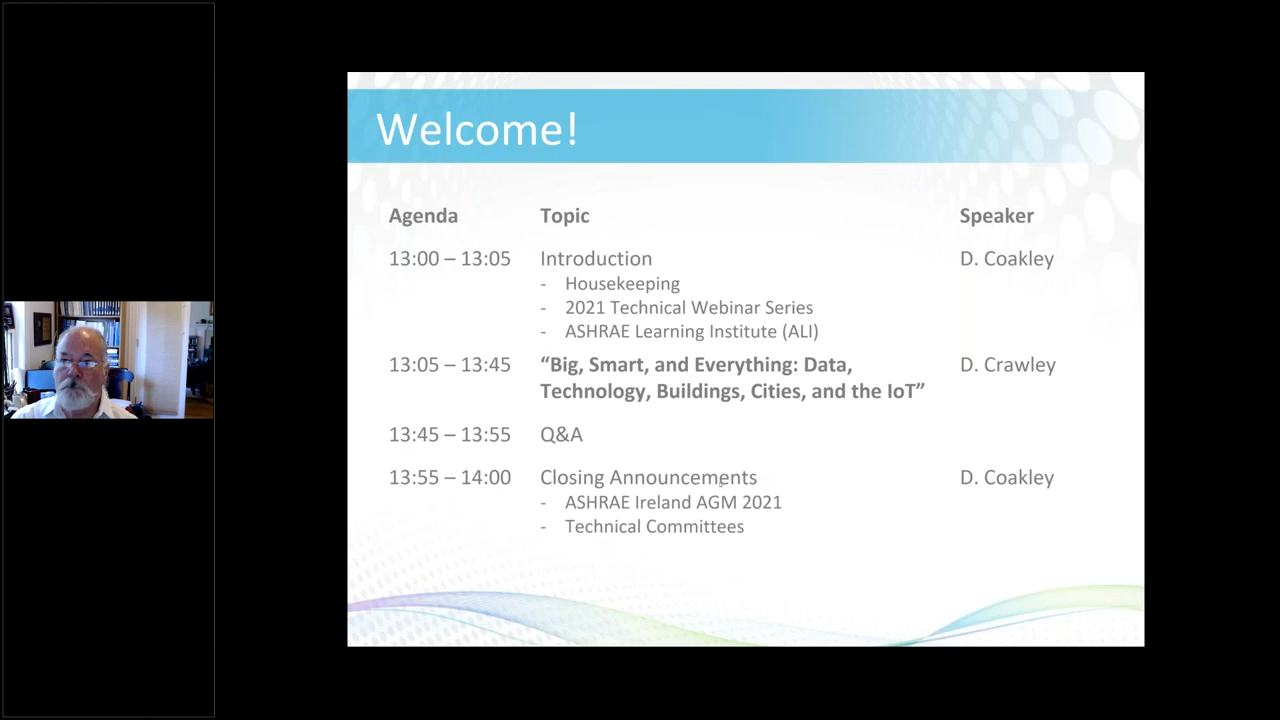 Welcome!
Agenda Topic Speaker
13:00 – 13:05 Introduction D. Coakley
- Housekeeping
- 2021 Technical Webinar Series
- ASHRAE Learning Institute (ALI)
13:05 – 13:45 “Big, Smart, and Everything: Data, D. Crawley
Technology, Buildings, Cities, and the IoT”
13:45 – 13:55 Q&A
13:55 – 14:00 Closing Announcements D. Coakley
- ASHRAE Ireland AGM 2021
- Technical Committees